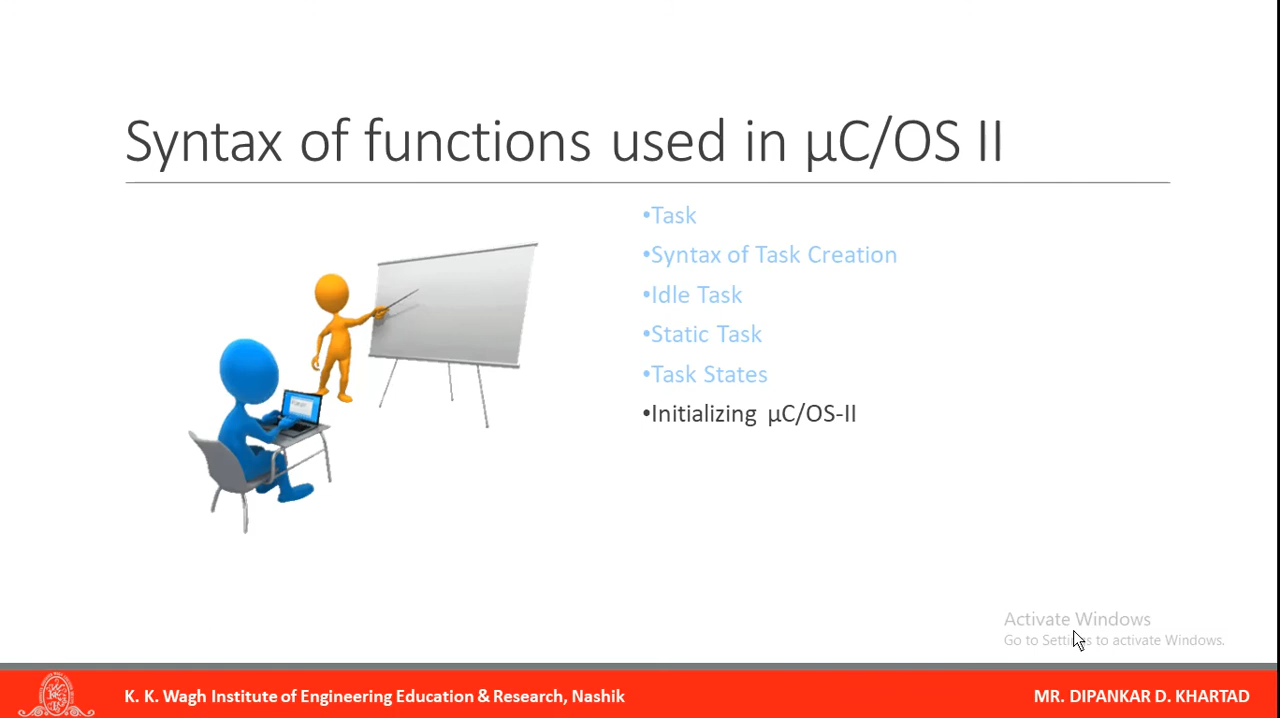 Syntax of functions used in µC/OS II
•Task
•Syntax of Task Creation
•Idle Task
•Static Task
•Task States
•Initializing µC/OS-II
Activate Windows
Go to Settings to activate Windows.
K. K. Wagh Institute of Engineering Education & Research, Nashik
MR. DIPANKAR D. KHARTAD